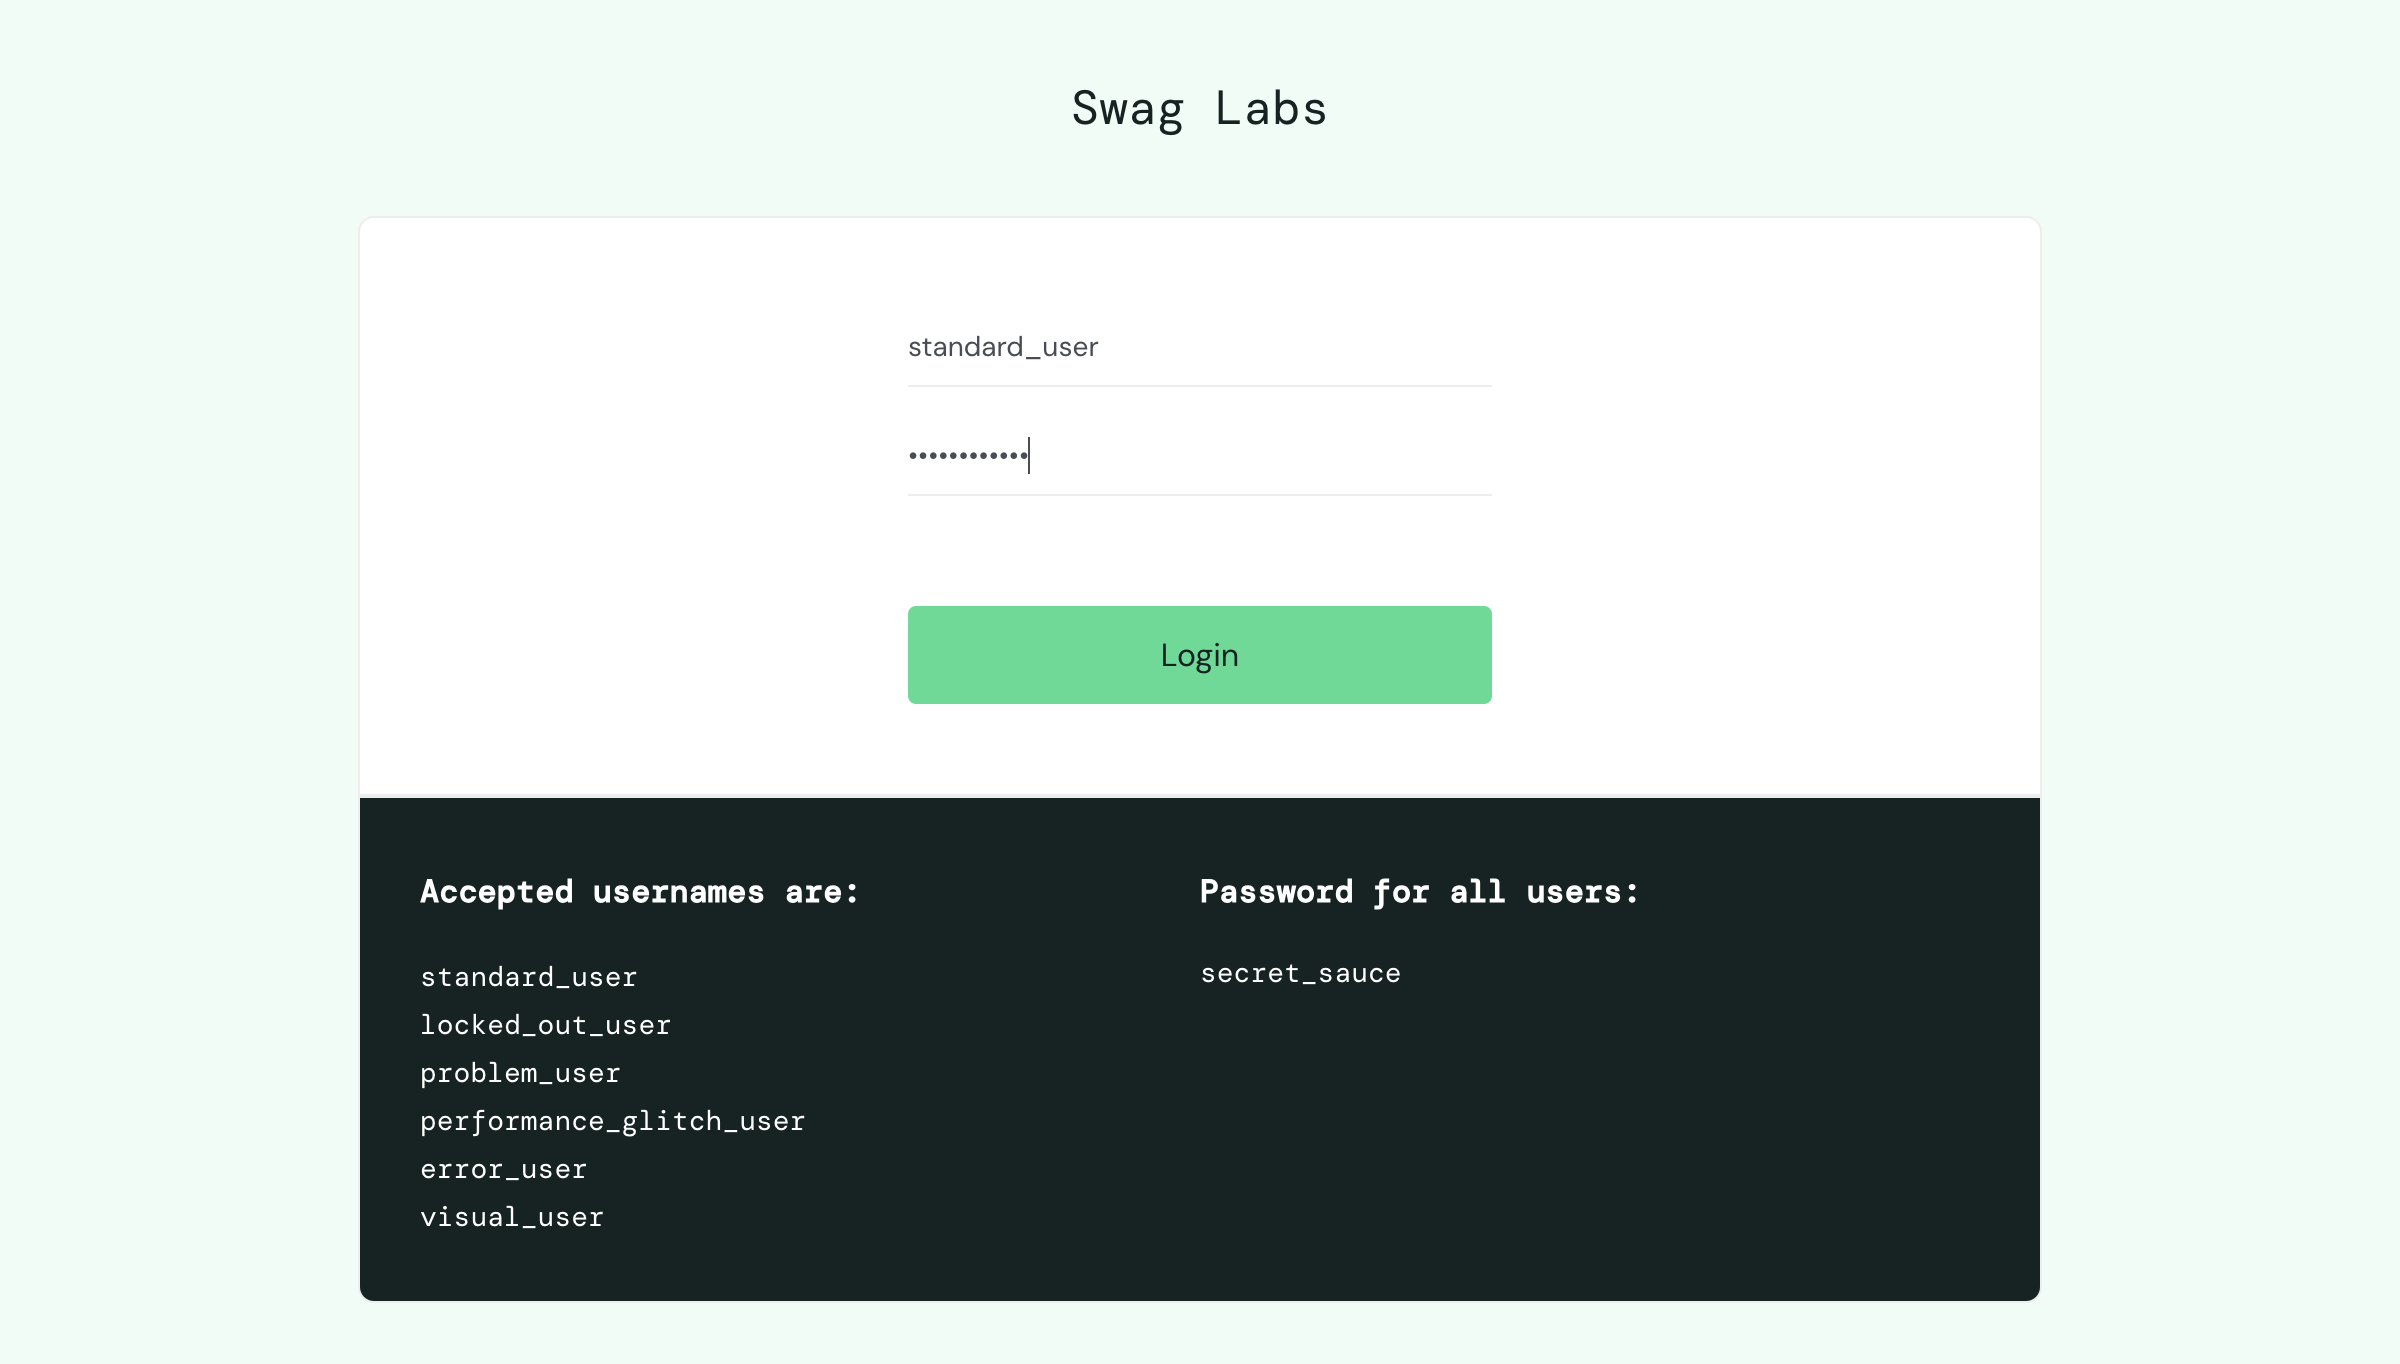 Swag Labs
standard_user
••••••••••••
Login
Accepted usernames are:
standard_user
locked_out_user
problem_user
performance_glitch_user
error_user
visual_user
Password for all users:
secret_sauce